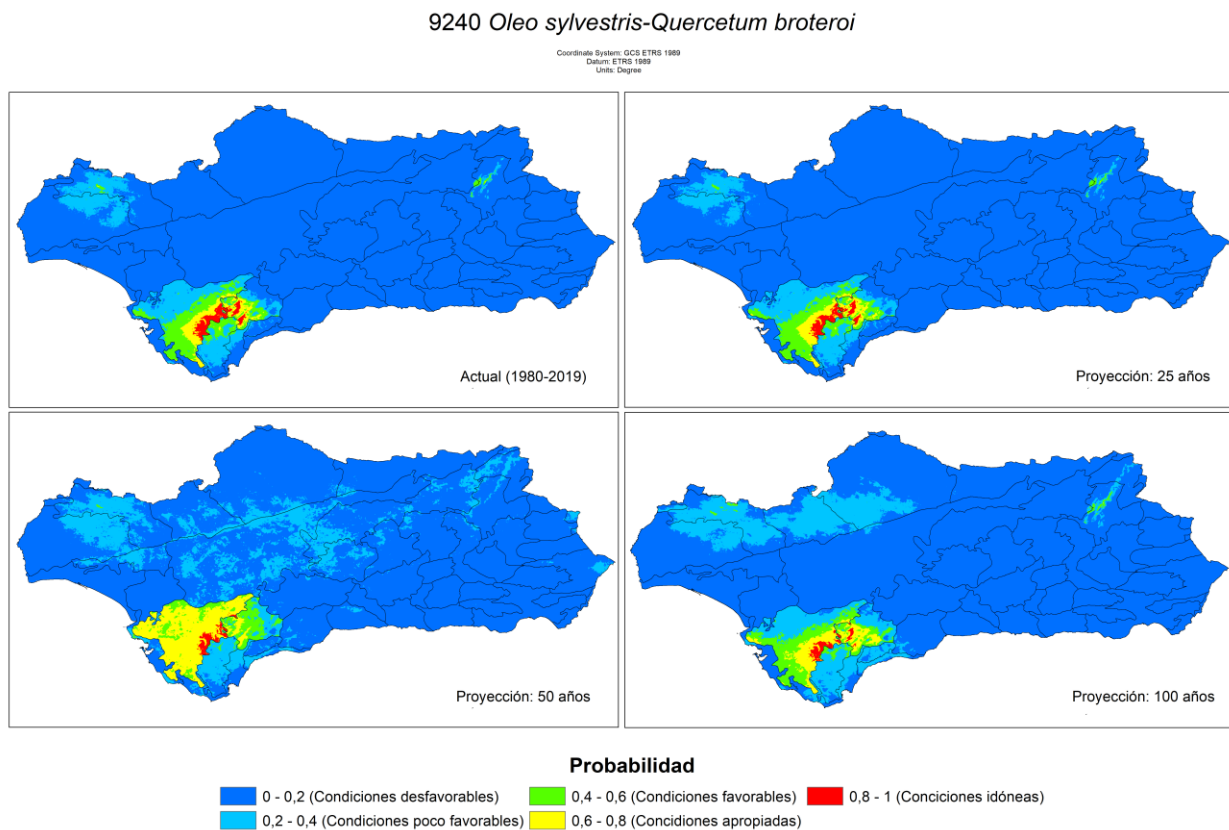 9240 Oleo sylvestris-Quercetum broteroi
Coordinate System: GCS ETRS 1989
Datum: ETRS 1989
Units: Degree
Actual (1980-2019)
Proyección: 25 años
Proyección: 50 años
Proyección: 100 años
Probabilidad
0 - 0,2 (Condiciones desfavorables)
0,4 - 0,6 (Condiciones favorables)
0,8 - 1 (Conciciones idóneas)
0,2 - 0,4 (Condiciones poco favorables)
0,6 - 0,8 (Concidiones apropiadas)